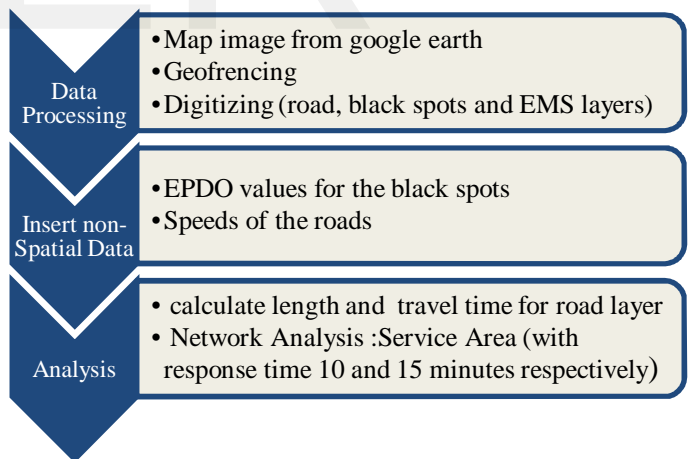 Data
Processing
•Map image from google earth
•Geofrencing
•Digitizing (road, black spots and EMS layers)
Insert non-
Spatial Data
•EPDO values for the black spots
•Speeds of the roads
Analysis
• calculate length and travel time for road layer
• Network Analysis :Service Area (with
response time 10 and 15 minutes respectively)